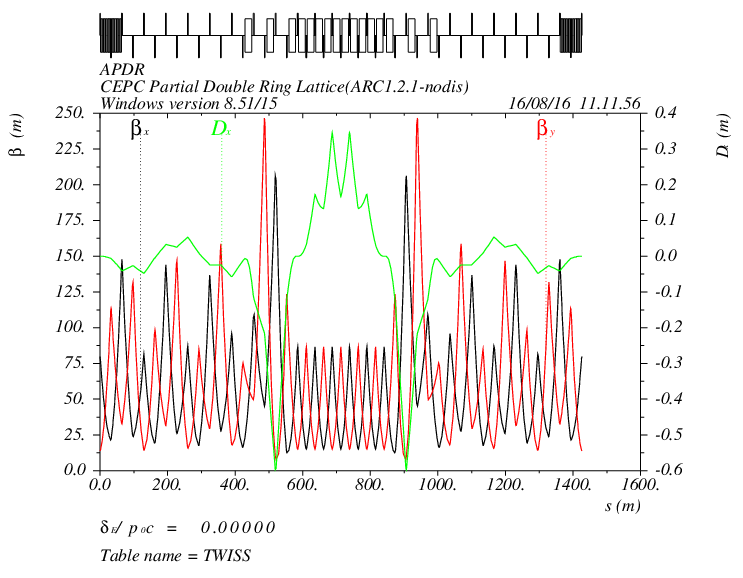 APDR
CEPC Partial Double Ring Lattice(ARC1.2.1-nodis)
Windows version 8.51/15 16/08/16 11.11.56
β (m)
250.
225.
200.
175.
150.
125.
100.
75.
50.
25.
0.0
βx Dx βy
0.4
0.3
0.2
0.1
0.0
-0.1
-0.2
-0.3
-0.4
-0.5
-0.6
D (m)
0.0 200. 400. 600. 800. 1000. 1200. 1400. 1600.
s (m)
δE/ p0c = 0.00000
Table name = TWISS